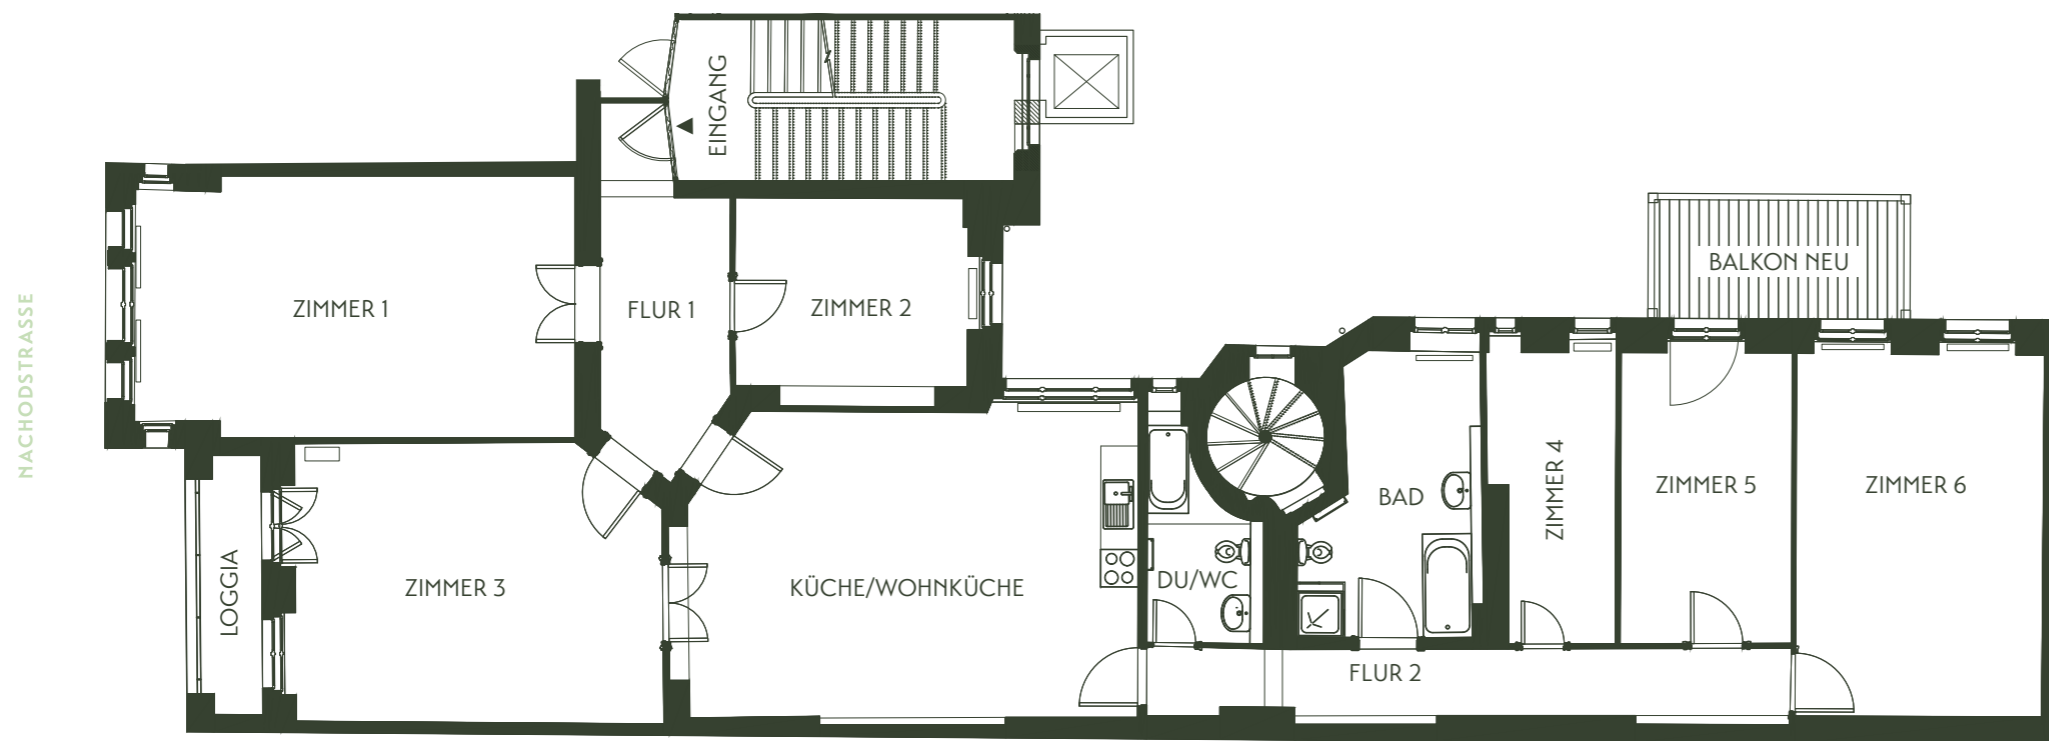 NACHODSTRASSE
EINGANG
ZIMMER 1
FLUR 1
ZIMMER 2
BALKON NEU
LOGGIA
ZIMMER 3
KÜCHE/WOHNKÜCHE
DU/WC
BAD
ZIMMER 4
ZIMMER 5
ZIMMER 6
FLUR 2